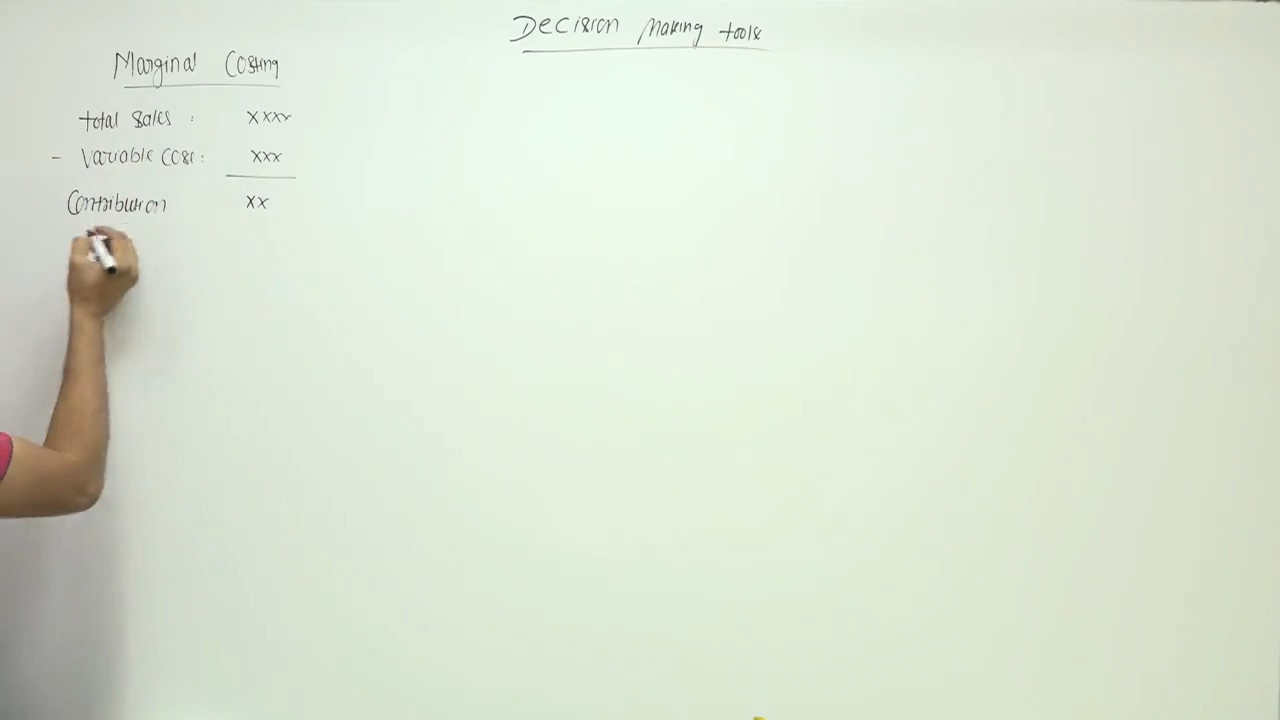 Decision Making tools
Marginal Costing
total Sales : xxxx
- Variable Cost : xxx
Contribution xx